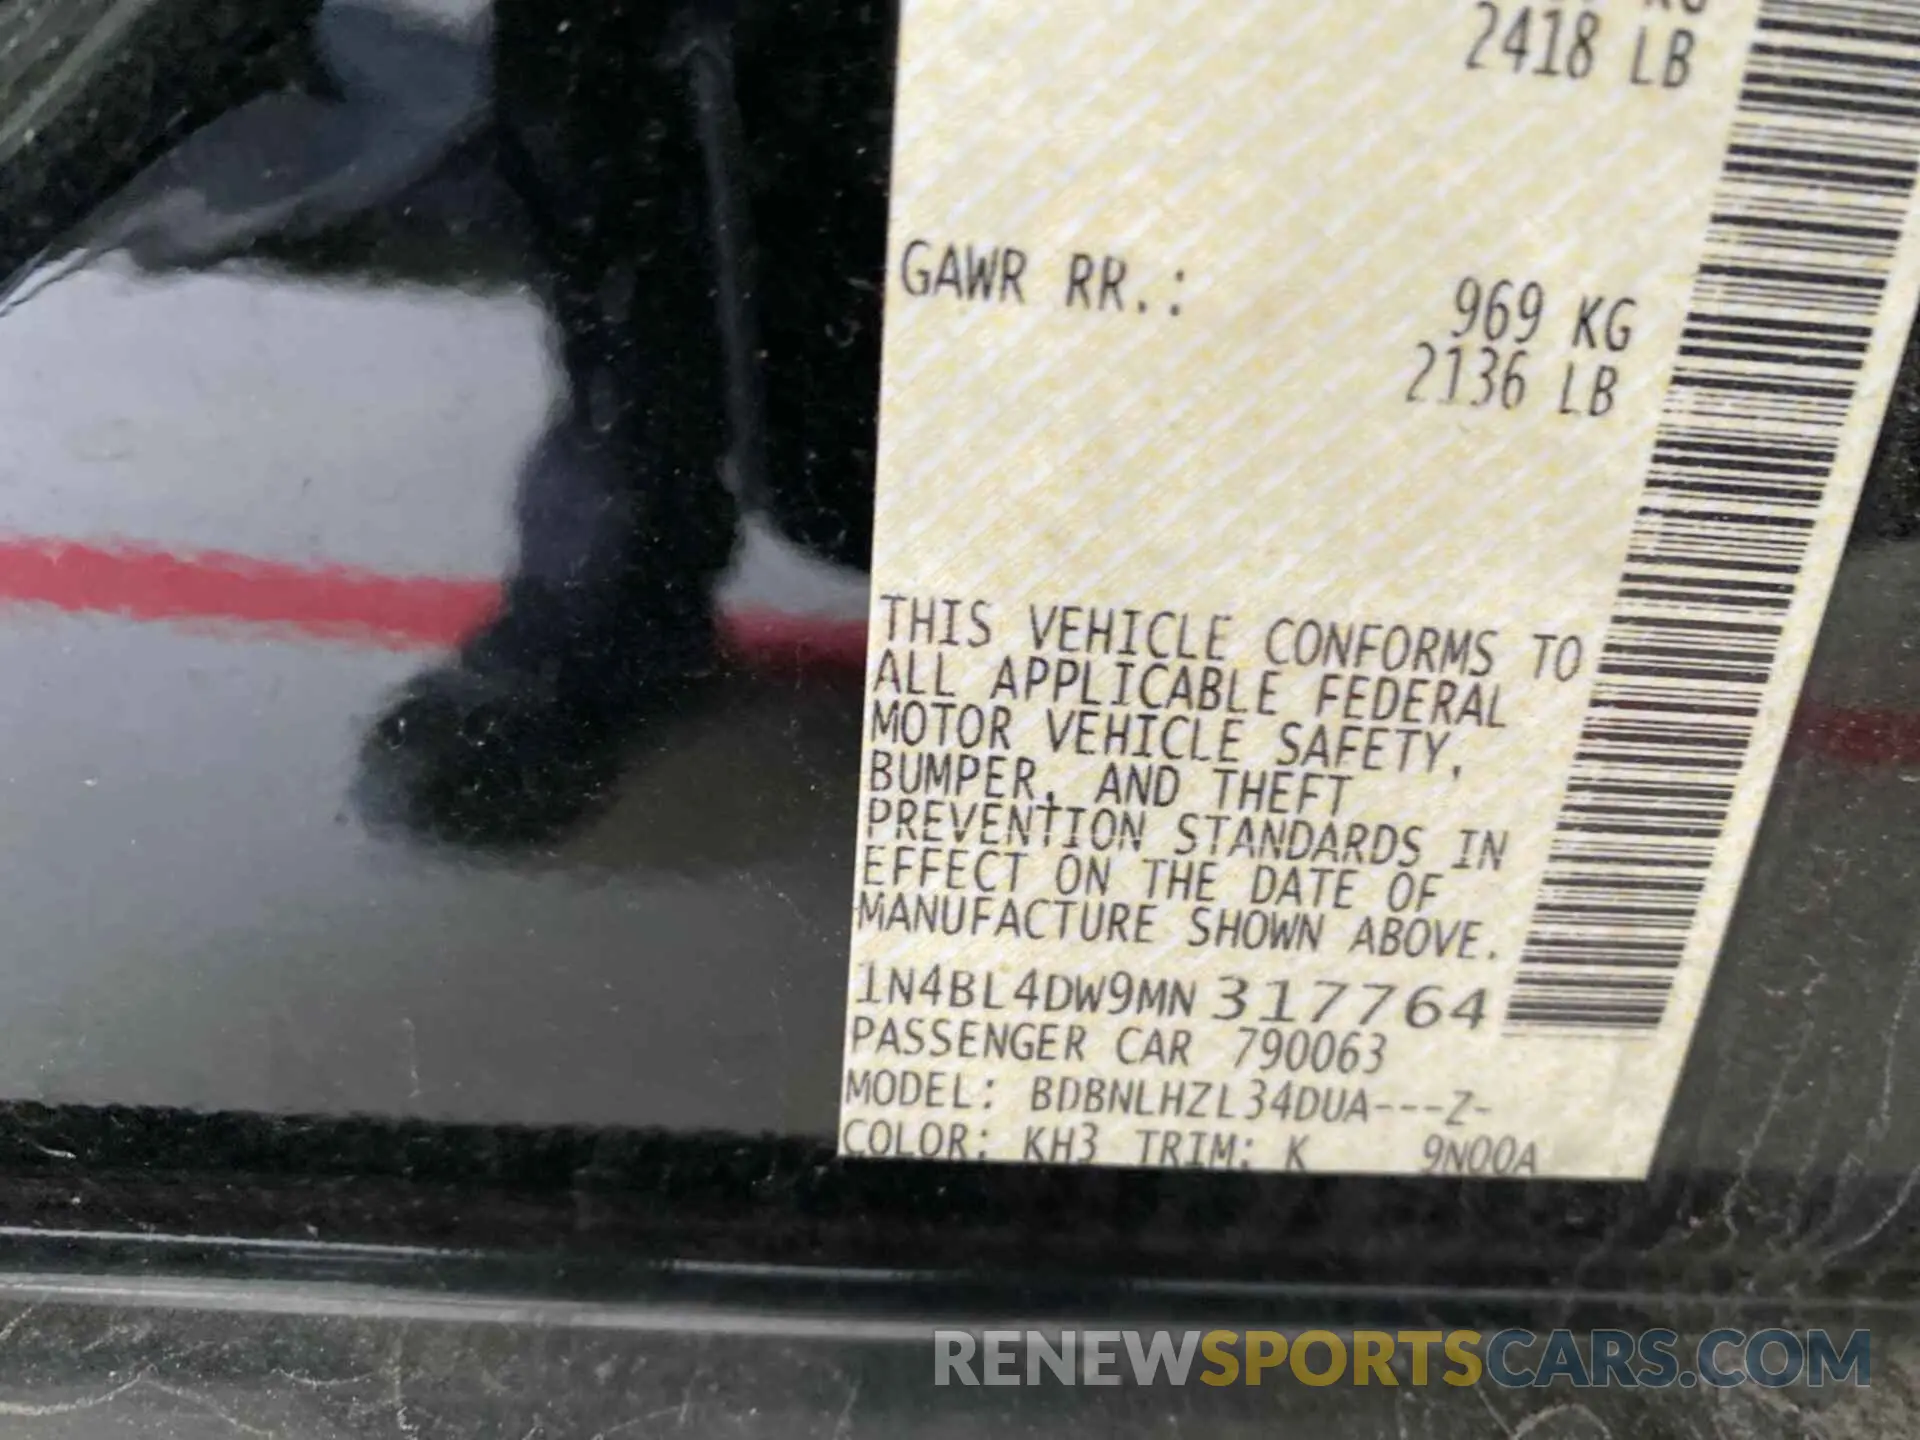 KG
2418 LB
GAWR RR.: 969 KG
2136 LB
THIS VEHICLE CONFORMS TO
ALL APPLICABLE FEDERAL
MOTOR VEHICLE SAFETY,
BUMPER, AND THEFT
PREVENTION STANDARDS IN
EFFECT ON THE DATE OF
MANUFACTURE SHOWN ABOVE.
1N4BL4DW9MN317764
PASSENGER CAR 790063
MODEL: BDBNLHZL34DUA---Z-
COLOR: KH3 TRIM: K 9N00A
RENEWSPORTSCARS.COM